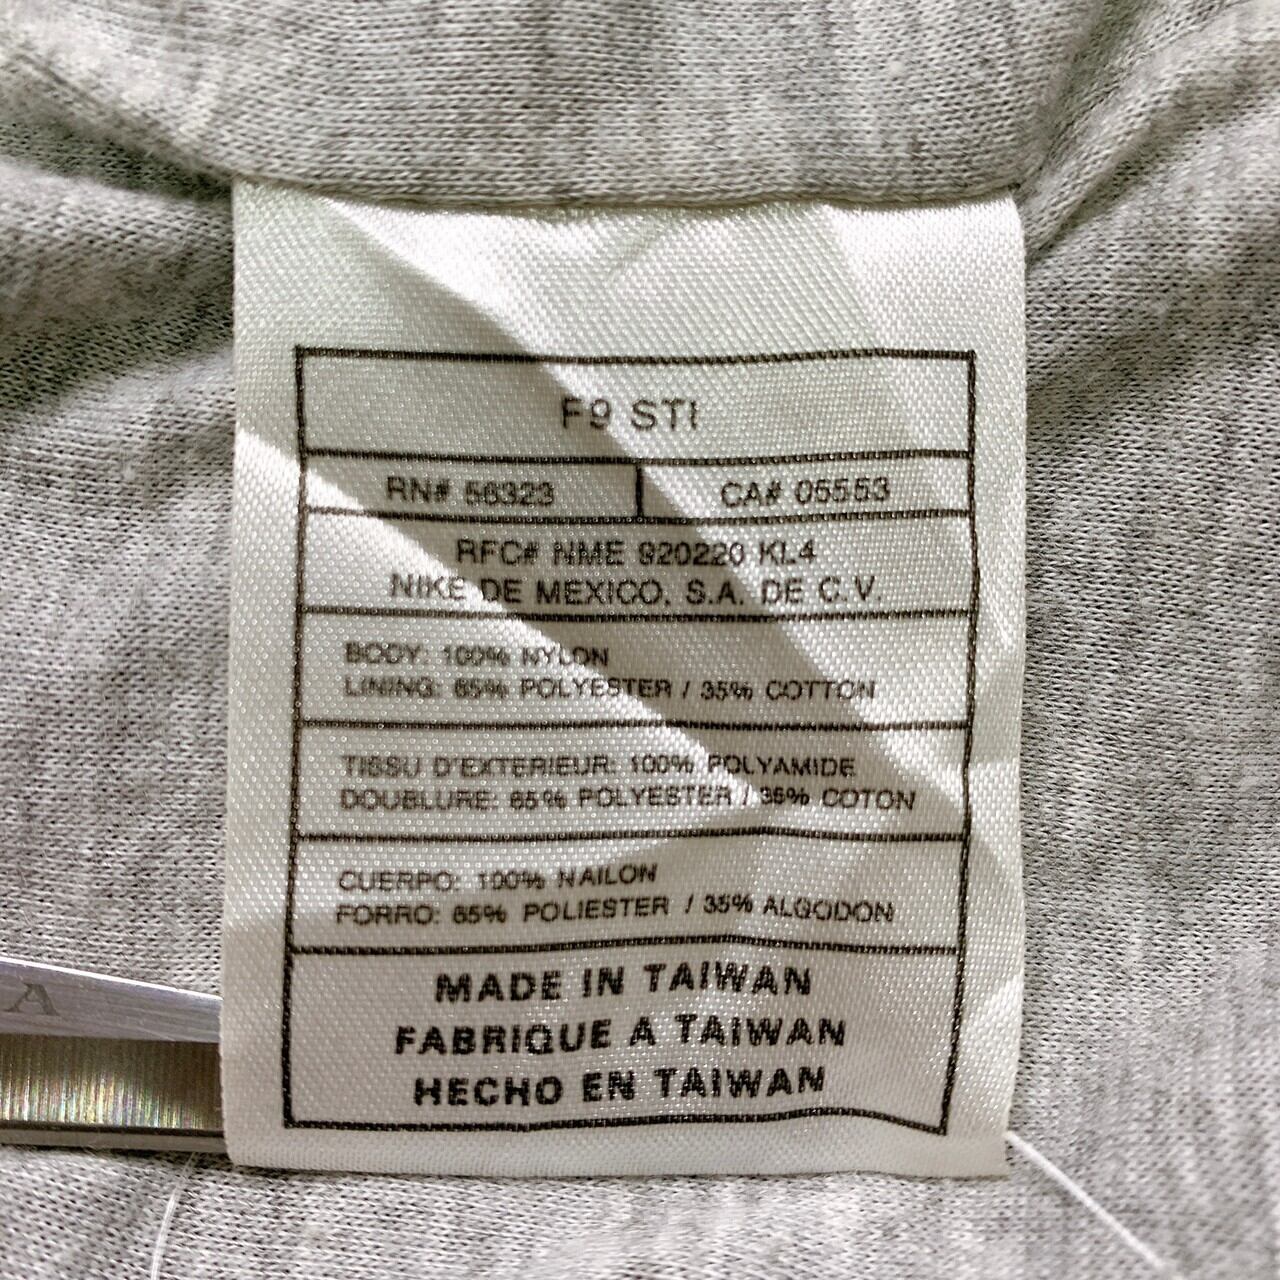 F9 STI
RN# 56323
CA# 05553
RFC# NME 920220 KL4
NIKE DE MEXICO, S.A. DE C.V
BODY: 100% NYLON
LINING: 65% POLYESTER / 35% COTTON
TISSU D'EXTERIEUR: 100% POLYAMIDE
DOUBLURE: 65% POLYESTER / 35% COTON
CUERPO: 100% NAILON
FORRO: 65% POLIESTER / 35% ALGODON
MADE IN TAIWAN
FABRIQUE A TAIWAN
HECHO EN TAIWAN
A